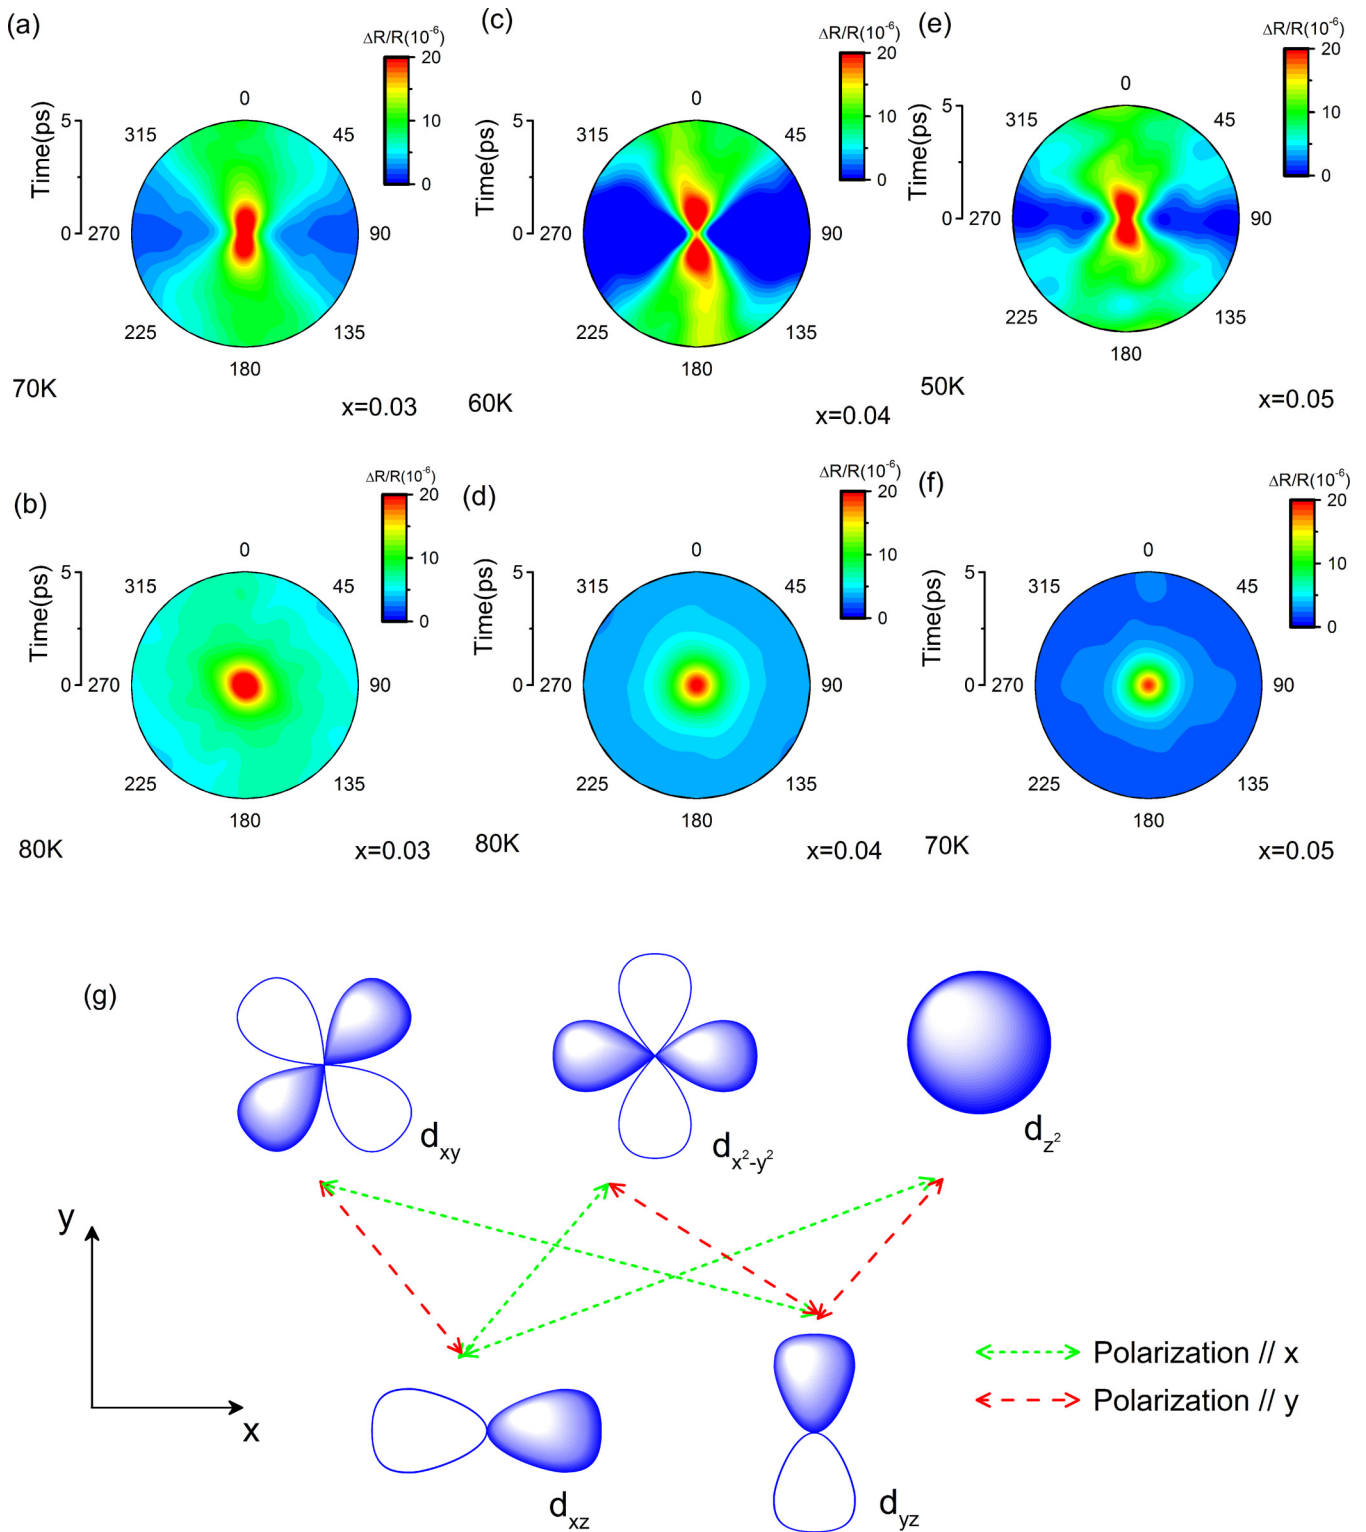 (a)
ΔR/R(10⁻⁶)
20
10
0
Time(ps)
5
0
0
45
90
135
180
225
270
315
70K
x=0.03
(c)
ΔR/R(10⁻⁶)
20
10
0
Time(ps)
5
0
0
45
90
135
180
225
270
315
60K
x=0.04
(e)
ΔR/R(10⁻⁶)
20
10
0
Time(ps)
5
0
0
45
90
135
180
225
270
315
50K
x=0.05
(b)
ΔR/R(10⁻⁶)
20
10
0
Time(ps)
5
0
0
45
90
135
180
225
270
315
80K
x=0.03
(d)
ΔR/R(10⁻⁶)
20
10
0
Time(ps)
5
0
0
45
90
135
180
225
270
315
80K
x=0.04
(f)
ΔR/R(10⁻⁶)
20
10
0
Time(ps)
5
0
0
45
90
135
180
225
270
315
70K
x=0.05
(g)
d_xy
d_x²-y²
d_z²
y
x
Polarization // x
Polarization // y
d_xz
d_yz